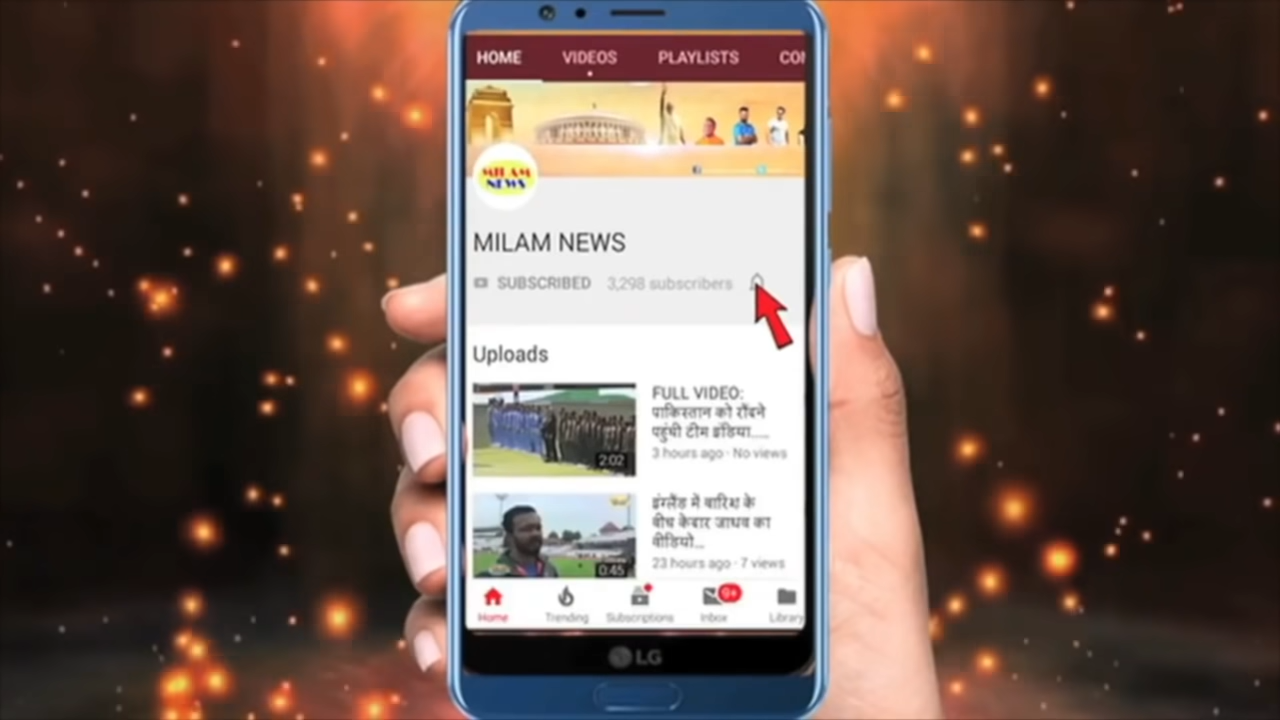 HOME VIDEOS PLAYLISTS CO
MILAM
NEWS
MILAM NEWS
SUBSCRIBED 3,298 subscribers
Uploads
FULL VIDEO:
पाकिस्तान को रौंदने
पहुंची टीम इंडिया.....
3 hours ago · No views
2:02
इंग्लैंड में बारिश के
बीच केदार जाधव का
वीडियो...
23 hours ago · 7 views
0:45
9+
Home Trending Subscriptions Inbox Library
LG